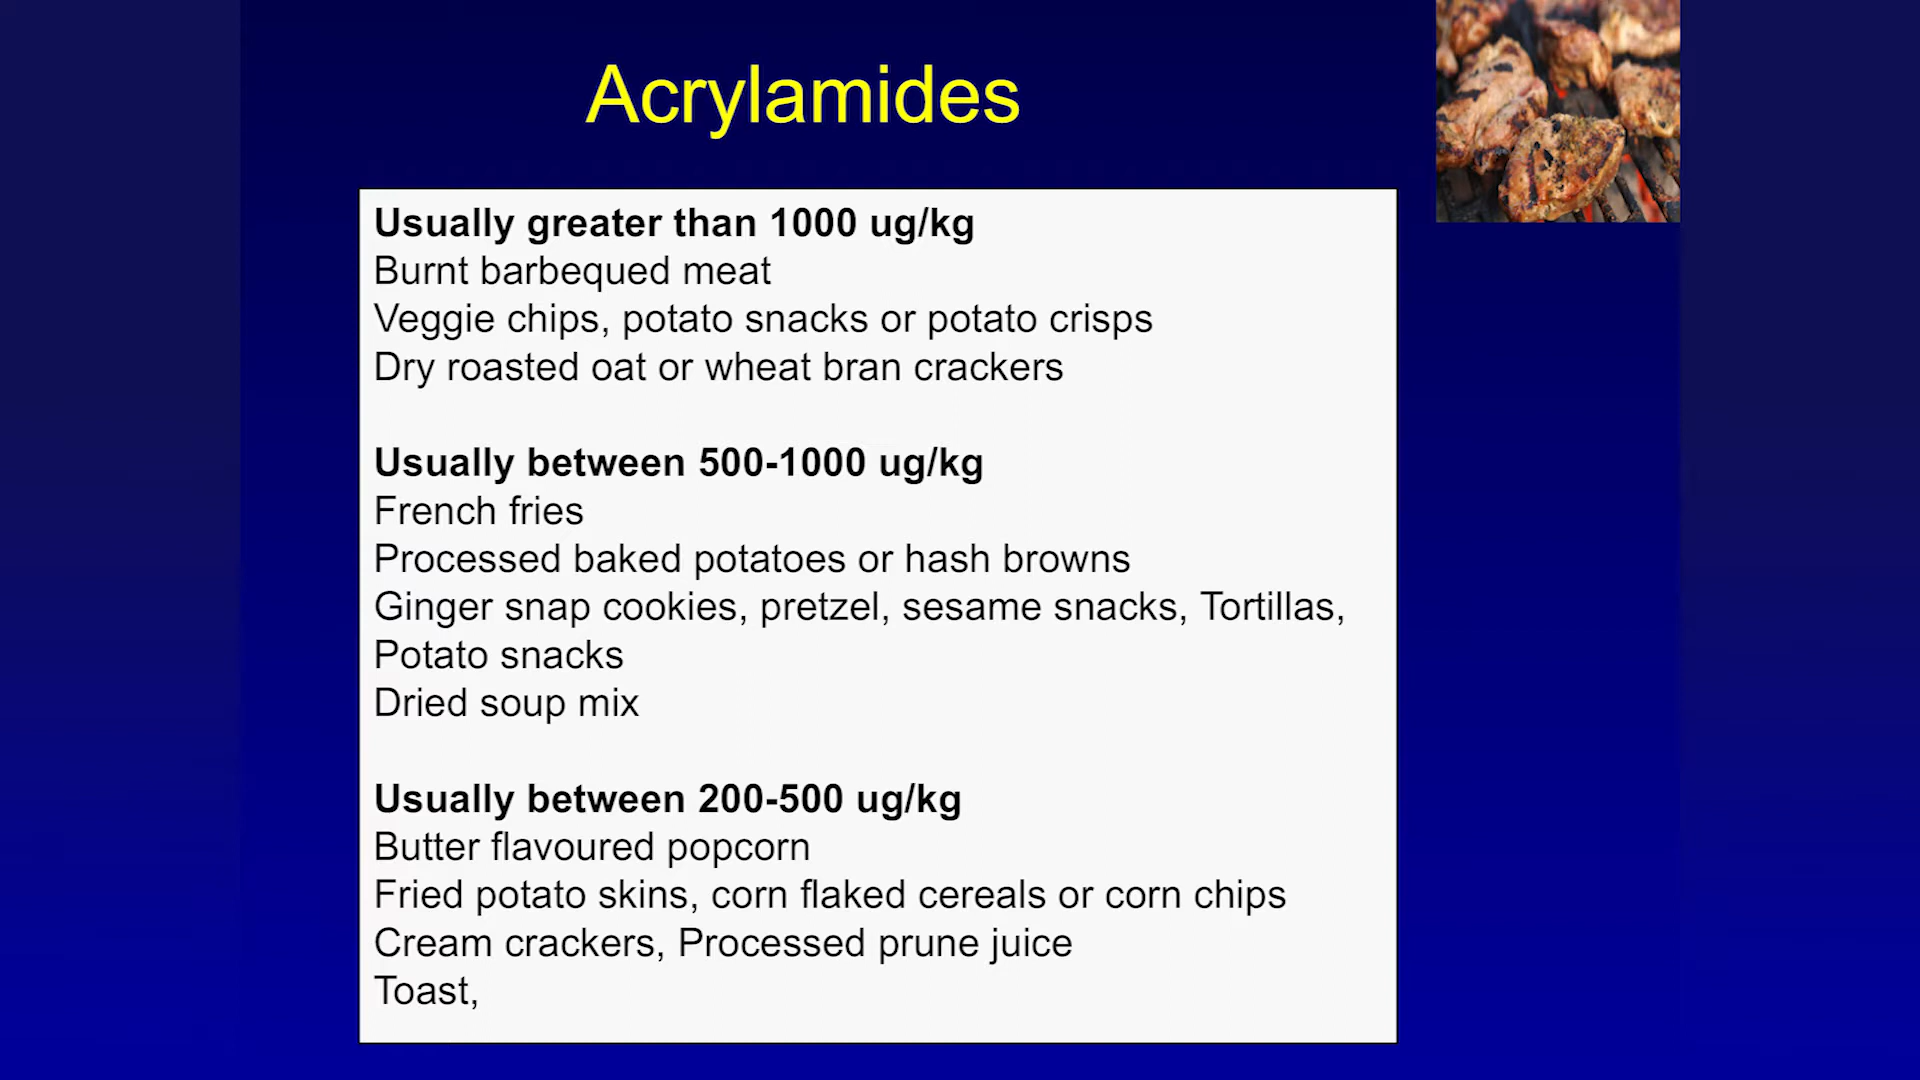 Acrylamides
Usually greater than 1000 ug/kg
Burnt barbequed meat
Veggie chips, potato snacks or potato crisps
Dry roasted oat or wheat bran crackers
Usually between 500-1000 ug/kg
French fries
Processed baked potatoes or hash browns
Ginger snap cookies, pretzel, sesame snacks, Tortillas,
Potato snacks
Dried soup mix
Usually between 200-500 ug/kg
Butter flavoured popcorn
Fried potato skins, corn flaked cereals or corn chips
Cream crackers, Processed prune juice
Toast,